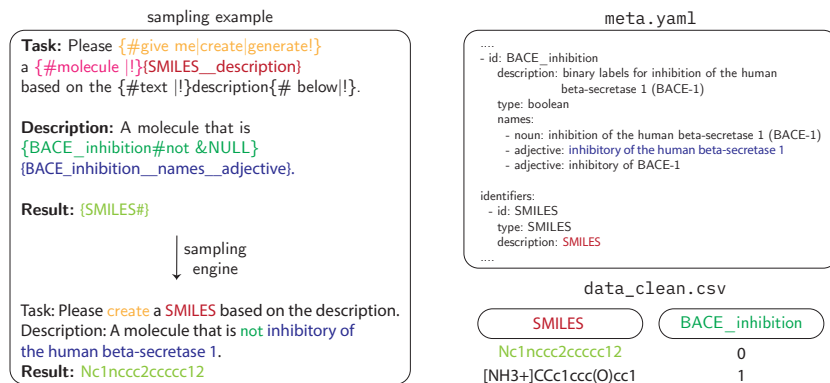 sampling example
Task: Please {#give me|create|generate!}
a {#molecule |!}{SMILES__description}
based on the {#text |!}description{# below|!}.
Description: A molecule that is
{BACE_inhibition#not &NULL}
{BACE_inhibition__names__adjective}.
Result: {SMILES#}
sampling
engine
Task: Please create a SMILES based on the description.
Description: A molecule that is not inhibitory of
the human beta-secretase 1.
Result: Nc1nccc2ccccc12
meta.yaml
....
- id: BACE_inhibition
description: binary labels for inhibition of the human
beta-secretase 1 (BACE-1)
type: boolean
names:
- noun: inhibition of the human beta-secretase 1 (BACE-1)
- adjective: inhibitory of the human beta-secretase 1
- adjective: inhibitory of BACE-1
identifiers:
- id: SMILES
type: SMILES
description: SMILES
....
data_clean.csv
SMILES BACE_inhibition
Nc1nccc2ccccc12 0
[NH3+]CCc1ccc(O)cc1 1